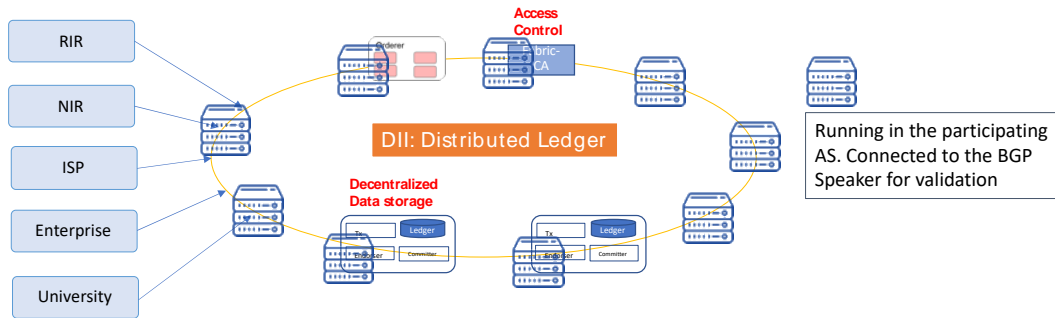 RIR
NIR
ISP
Enterprise
University
Orderer
Access
Control
Fabric-
CA
DII: Distributed Ledger
Decentralized
Data storage
Tx
Ledger
Endorser
Committer
Tx
Ledger
Endorser
Committer
Running in the participating
AS. Connected to the BGP
Speaker for validation